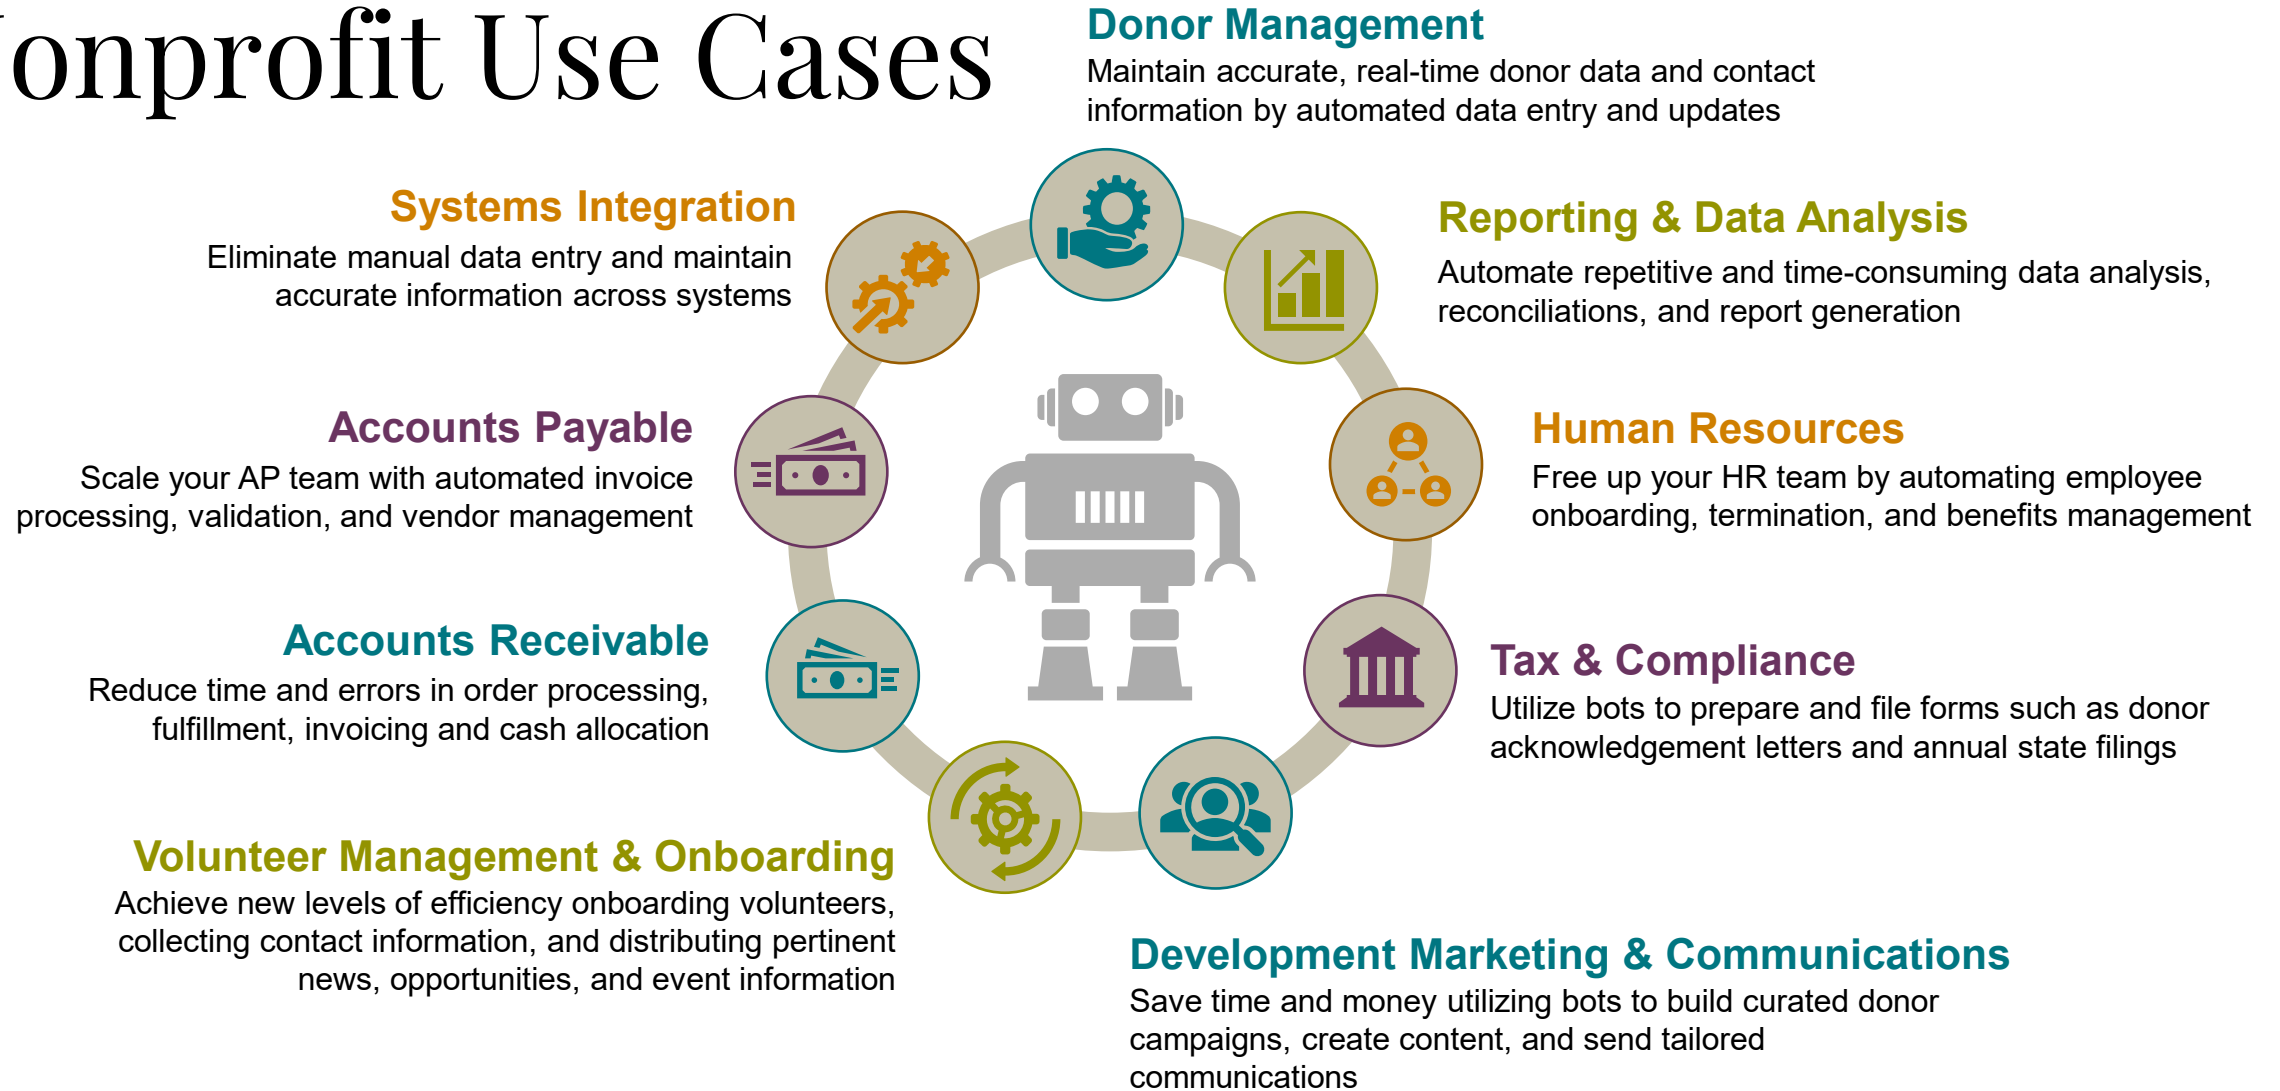 onprofit Use Cases
Donor Management
Maintain accurate, real-time donor data and contact
information by automated data entry and updates
Systems Integration
Eliminate manual data entry and maintain
accurate information across systems
Reporting & Data Analysis
Automate repetitive and time-consuming data analysis,
reconciliations, and report generation
Accounts Payable
Scale your AP team with automated invoice
processing, validation, and vendor management
Human Resources
Free up your HR team by automating employee
onboarding, termination, and benefits management
Accounts Receivable
Reduce time and errors in order processing,
fulfillment, invoicing and cash allocation
Tax & Compliance
Utilize bots to prepare and file forms such as donor
acknowledgement letters and annual state filings
Volunteer Management & Onboarding
Achieve new levels of efficiency onboarding volunteers,
collecting contact information, and distributing pertinent
news, opportunities, and event information
Development Marketing & Communications
Save time and money utilizing bots to build curated donor
campaigns, create content, and send tailored
communications